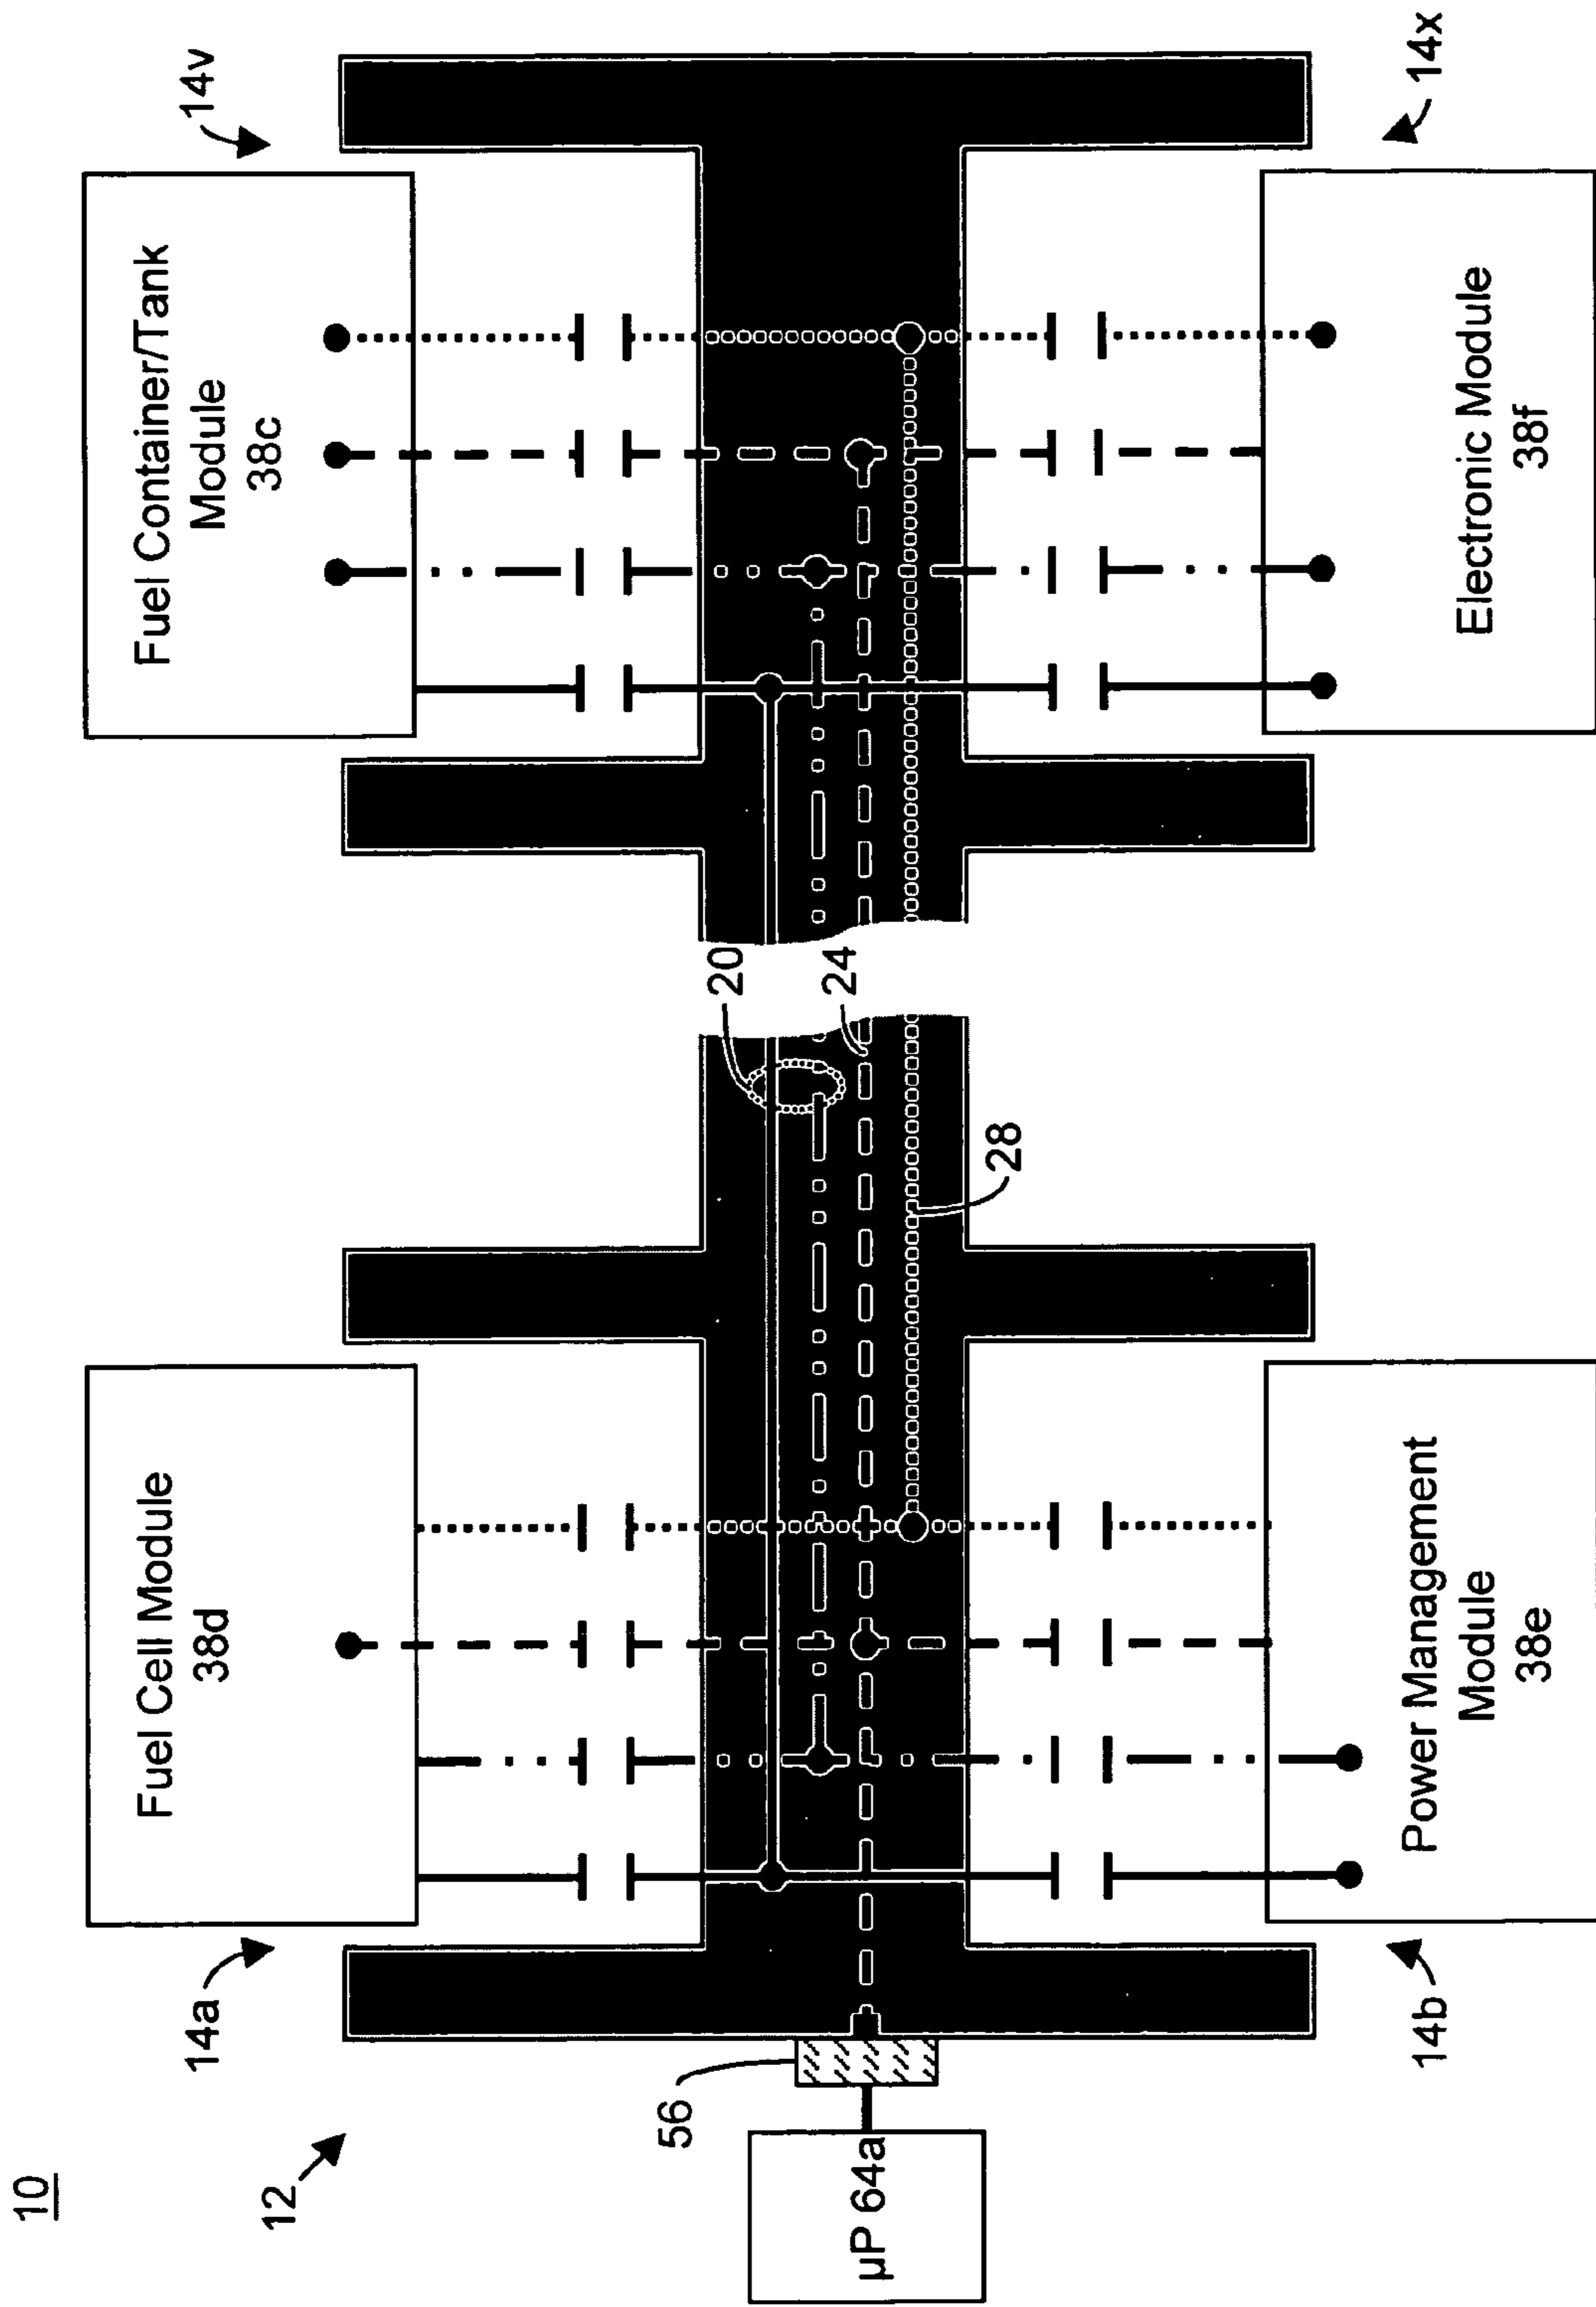 10
12
14a
Fuel Cell Module
38d
Fuel Container/Tank
Module
38c
14v
20
24
28
56
µP 64a
14b
Power Management
Module
38e
Electronic Module
38f
14x